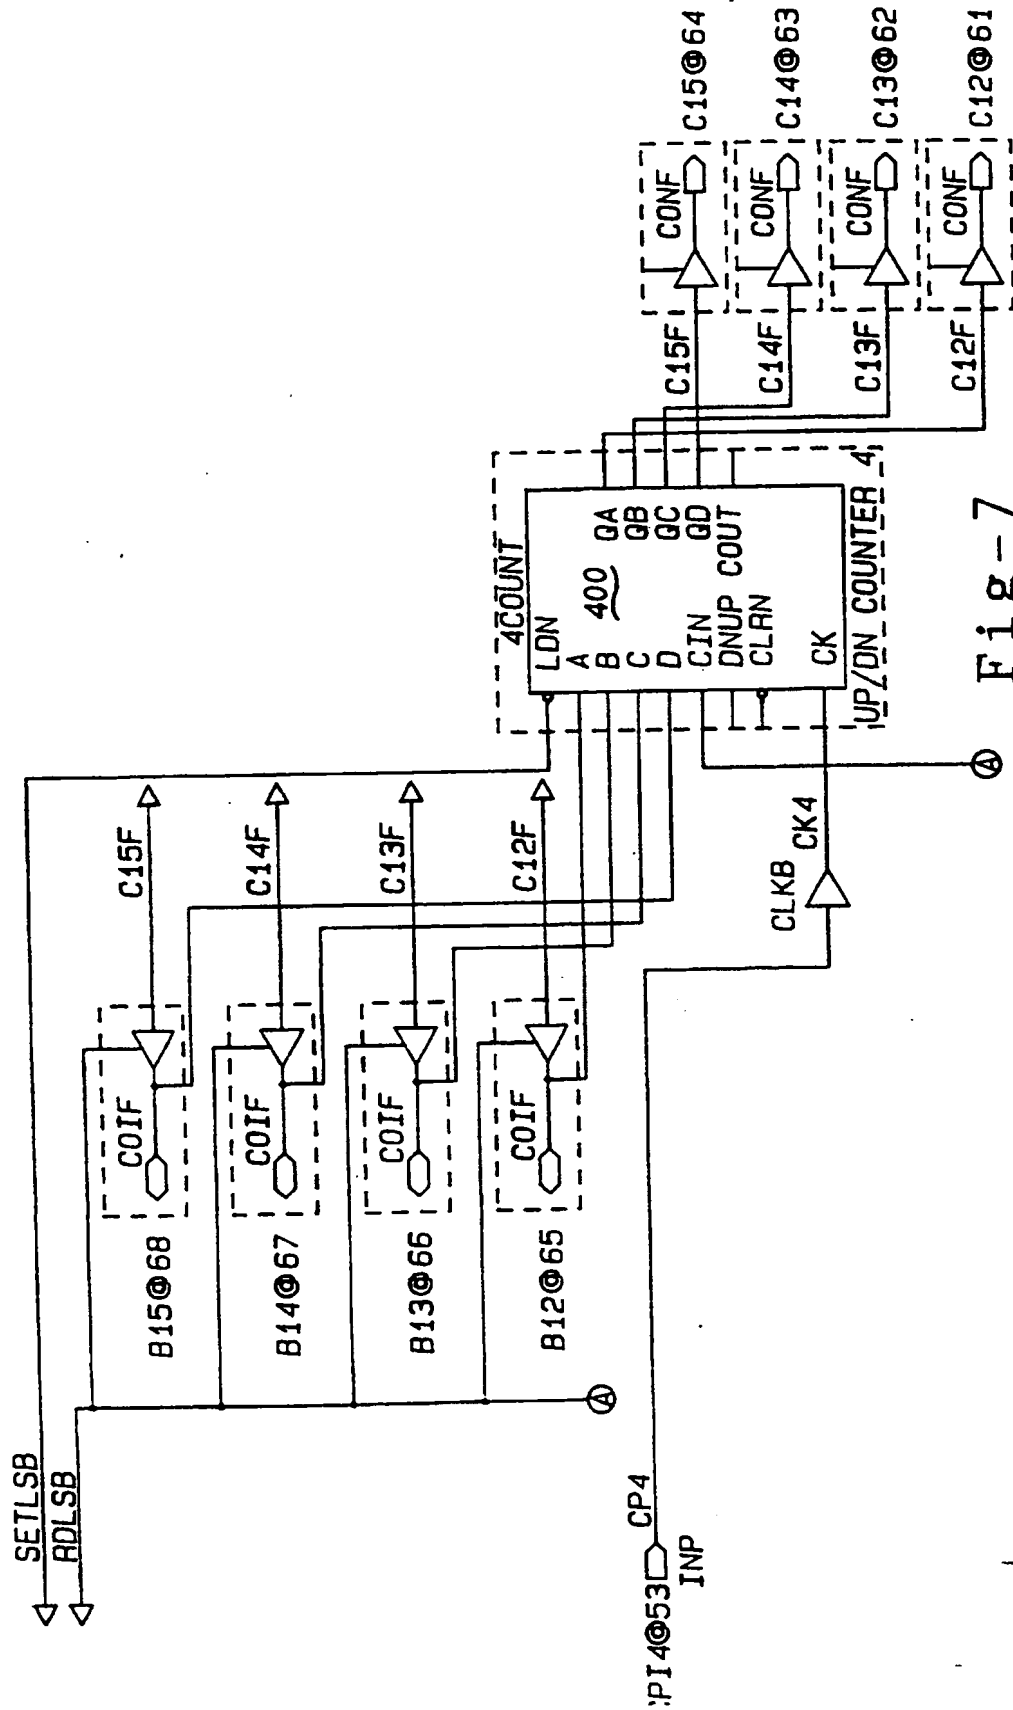 SETLSB
RDLSB
C15F
COIF
B15@68
C14F
COIF
B14@67
C13F
COIF
B13@66
C12F
COIF
B12@65
A
:PI4@53
INP
CP4
CLKB
CK4
A
4COUNT
LDN
A
B
C
D
CIN
DNUP
CLRN
CK
400
QA
QB
QC
QD
COUT
UP/DN COUNTER 4
C15F
CONF
C15@64
C14F
CONF
C14@63
C13F
CONF
C13@62
C12F
CONF
C12@61
Fig-7